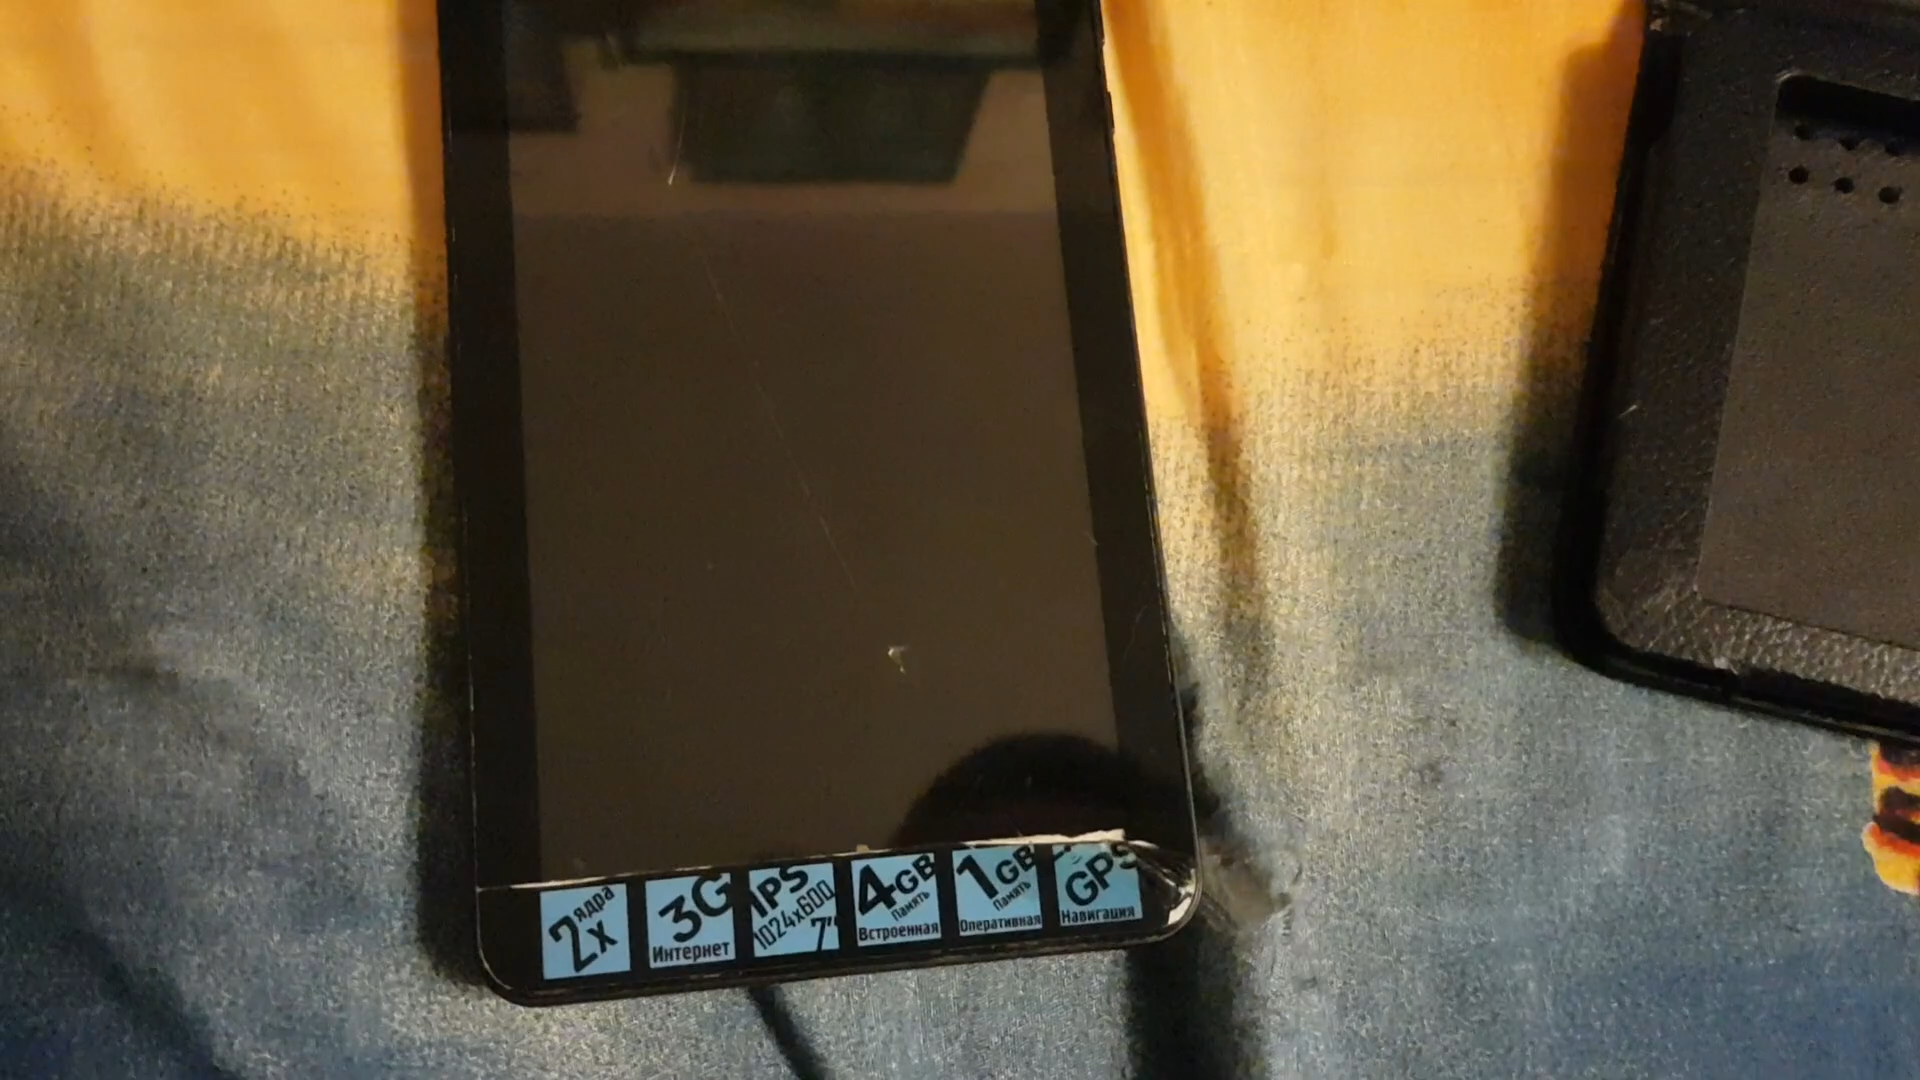 2x ядра
3G
Интернет
IPS
1024x600
7"
4GB
Память
Встроенная
1GB
Память
Оперативная
GPS
Навигация